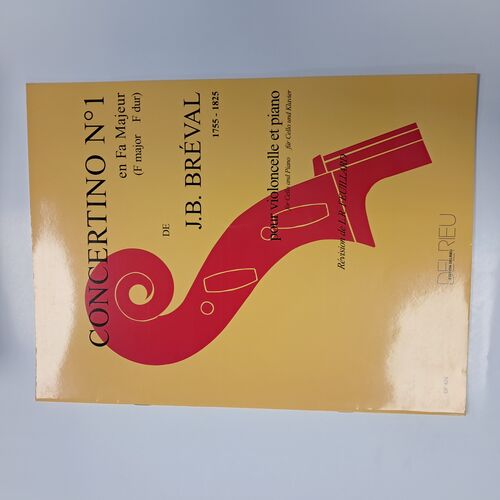 CONCERTINO N°1
en Fa Majeur
(F major F dur)
DE
J.B. BRÉVAL
1755 - 1825
pour violoncelle et piano
for Cello and Piano für Cello und Klavier
Révision de L.R. FEUILLARD
DELRIEU